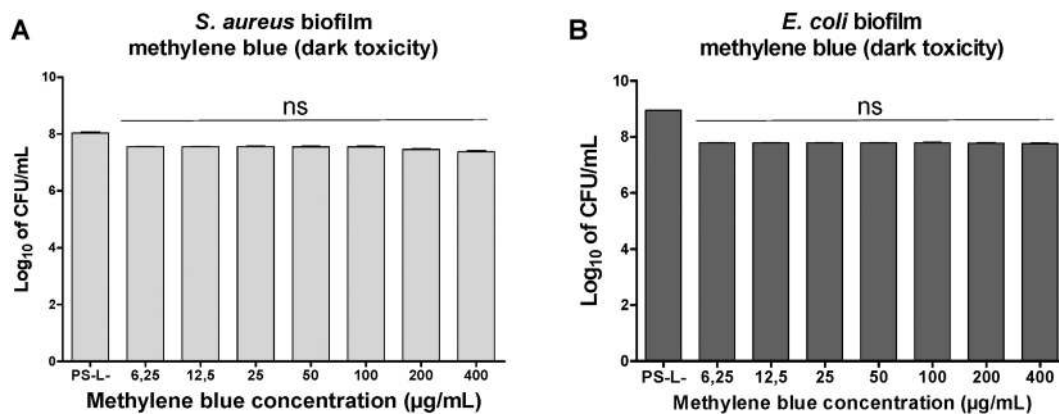 A
S. aureus biofilm
methylene blue (dark toxicity)
ns
10
8
6
4
2
0
Log10 of CFU/mL
PS-L- 6,25 12,5 25 50 100 200 400
Methylene blue concentration (µg/mL)
B
E. coli biofilm
methylene blue (dark toxicity)
ns
10
8
6
4
2
0
Log10 of CFU/mL
PS-L- 6,25 12,5 25 50 100 200 400
Methylene blue concentration (µg/mL)